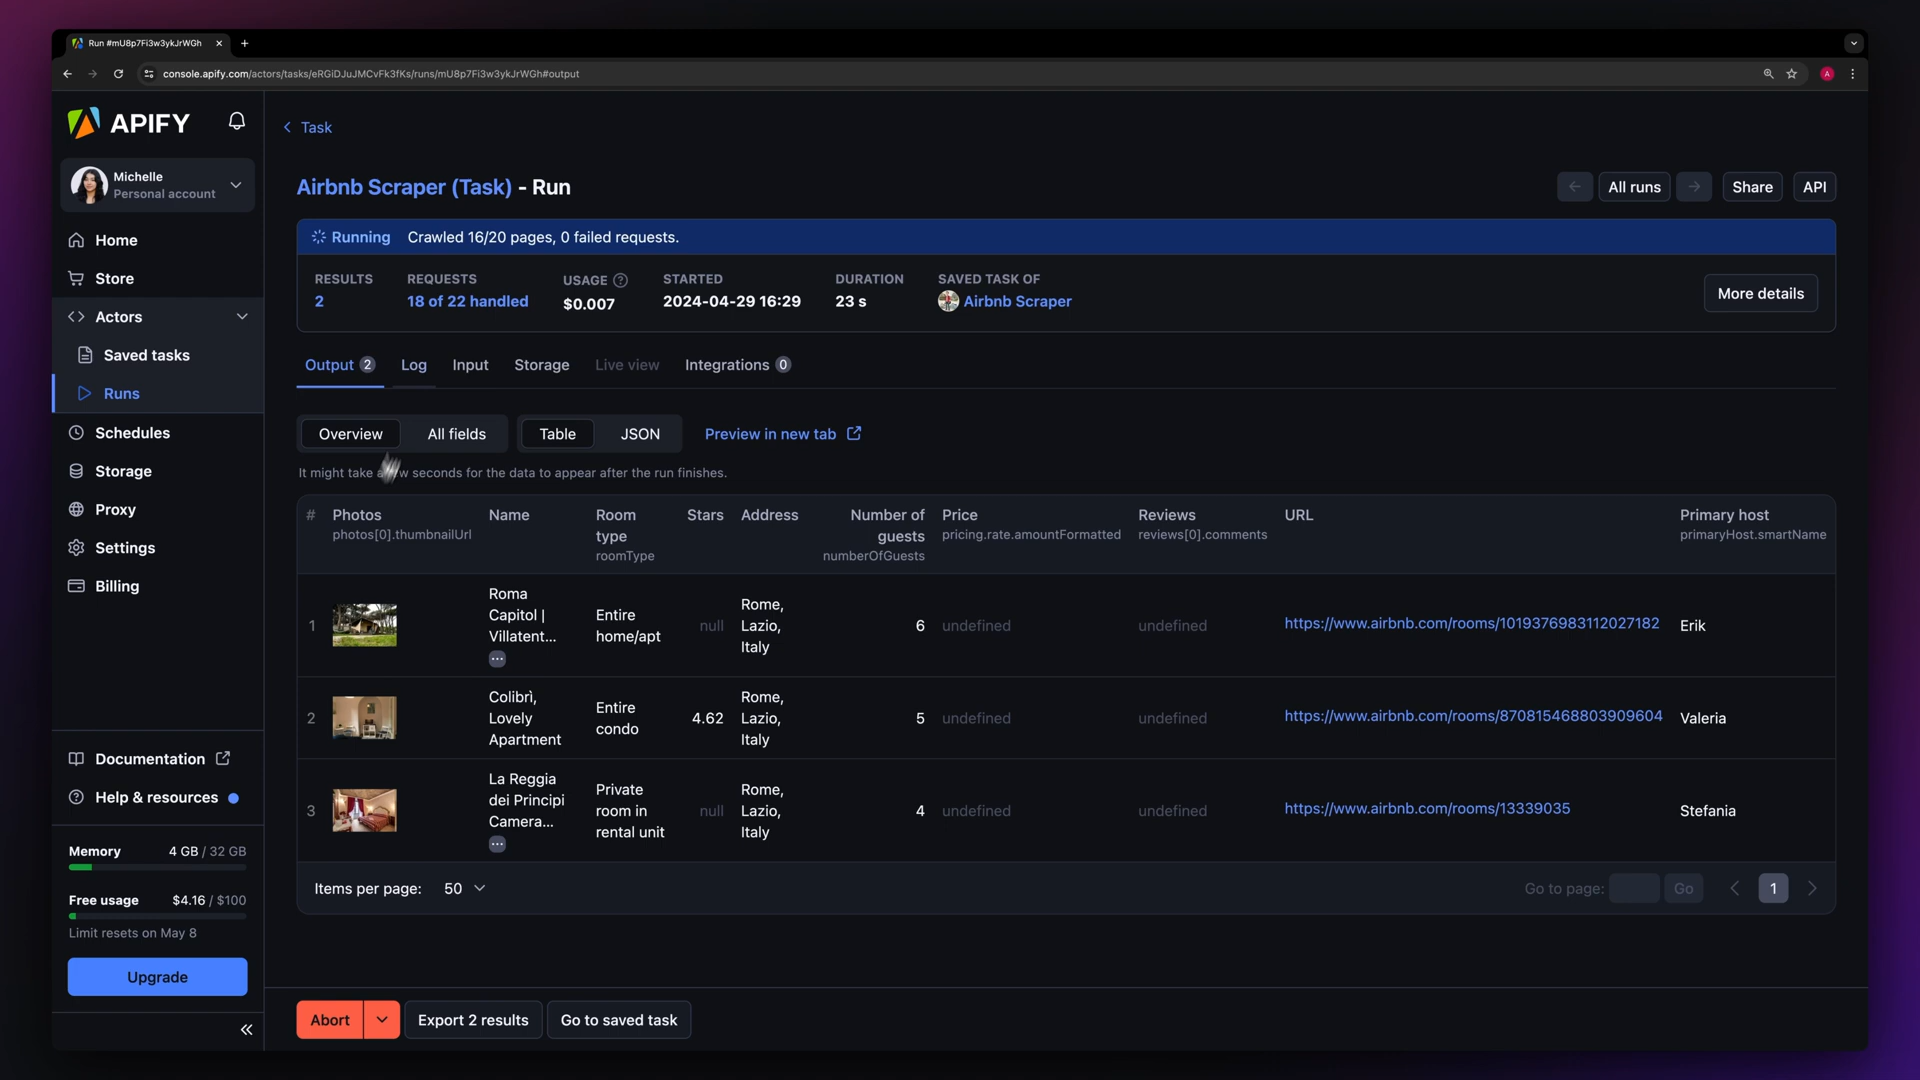 Run #mU8p7Fi3w3ykJrWGh
console.apify.com/actors/tasks/eRGiDJuJMCvFk3fKs/runs/mU8p7Fi3w3ykJrWGh#output
A
APIFY
Michelle
Personal account
Home
Store
Actors
Saved tasks
Runs
Schedules
Storage
Proxy
Settings
Billing
Documentation
Help & resources
Memory 4 GB / 32 GB
Free usage $4.16 / $100
Limit resets on May 8
Upgrade
Task
Airbnb Scraper (Task) - Run
All runs
Share
API
Running Crawled 16/20 pages, 0 failed requests.
RESULTS REQUESTS USAGE STARTED DURATION SAVED TASK OF
2 18 of 22 handled $0.007 2024-04-29 16:29 23 s Airbnb Scraper
More details
Output 2 Log Input Storage Live view Integrations 0
Overview All fields Table JSON Preview in new tab
It might take a few seconds for the data to appear after the run finishes.
# Photos Name Room type Stars Address Number of guests Price Reviews URL Primary host
photos[0].thumbnailUrl roomType numberOfGuests pricing.rate.amountFormatted reviews[0].comments primaryHost.smartName
1 Roma Capitol | Villatent... Entire home/apt null Rome, Lazio, Italy 6 undefined undefined https://www.airbnb.com/rooms/1019376983112027182 Erik
2 Colibrì, Lovely Apartment Entire condo 4.62 Rome, Lazio, Italy 5 undefined undefined https://www.airbnb.com/rooms/870815468803909604 Valeria
3 La Reggia dei Principi Camera... Private room in rental unit null Rome, Lazio, Italy 4 undefined undefined https://www.airbnb.com/rooms/13339035 Stefania
Items per page: 50
Go to page: Go 1
Abort
Export 2 results
Go to saved task